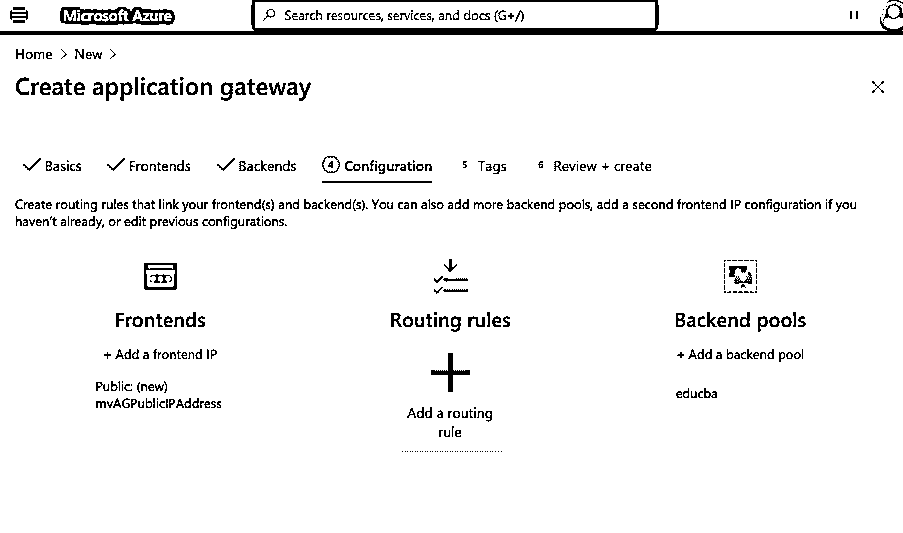 Microsoft Azure
Search resources, services, and docs (G+/)
Home > New >
Create application gateway
Basics Frontends Backends 4 Configuration 5 Tags 6 Review + create
Create routing rules that link your frontend(s) and backend(s). You can also add more backend pools, add a second frontend IP configuration if you
haven't already, or edit previous configurations.
Frontends Routing rules Backend pools
+ Add a frontend IP + Add a backend pool
Public: (new)
mvAGPublicIPAddress
educba
Add a routing
rule